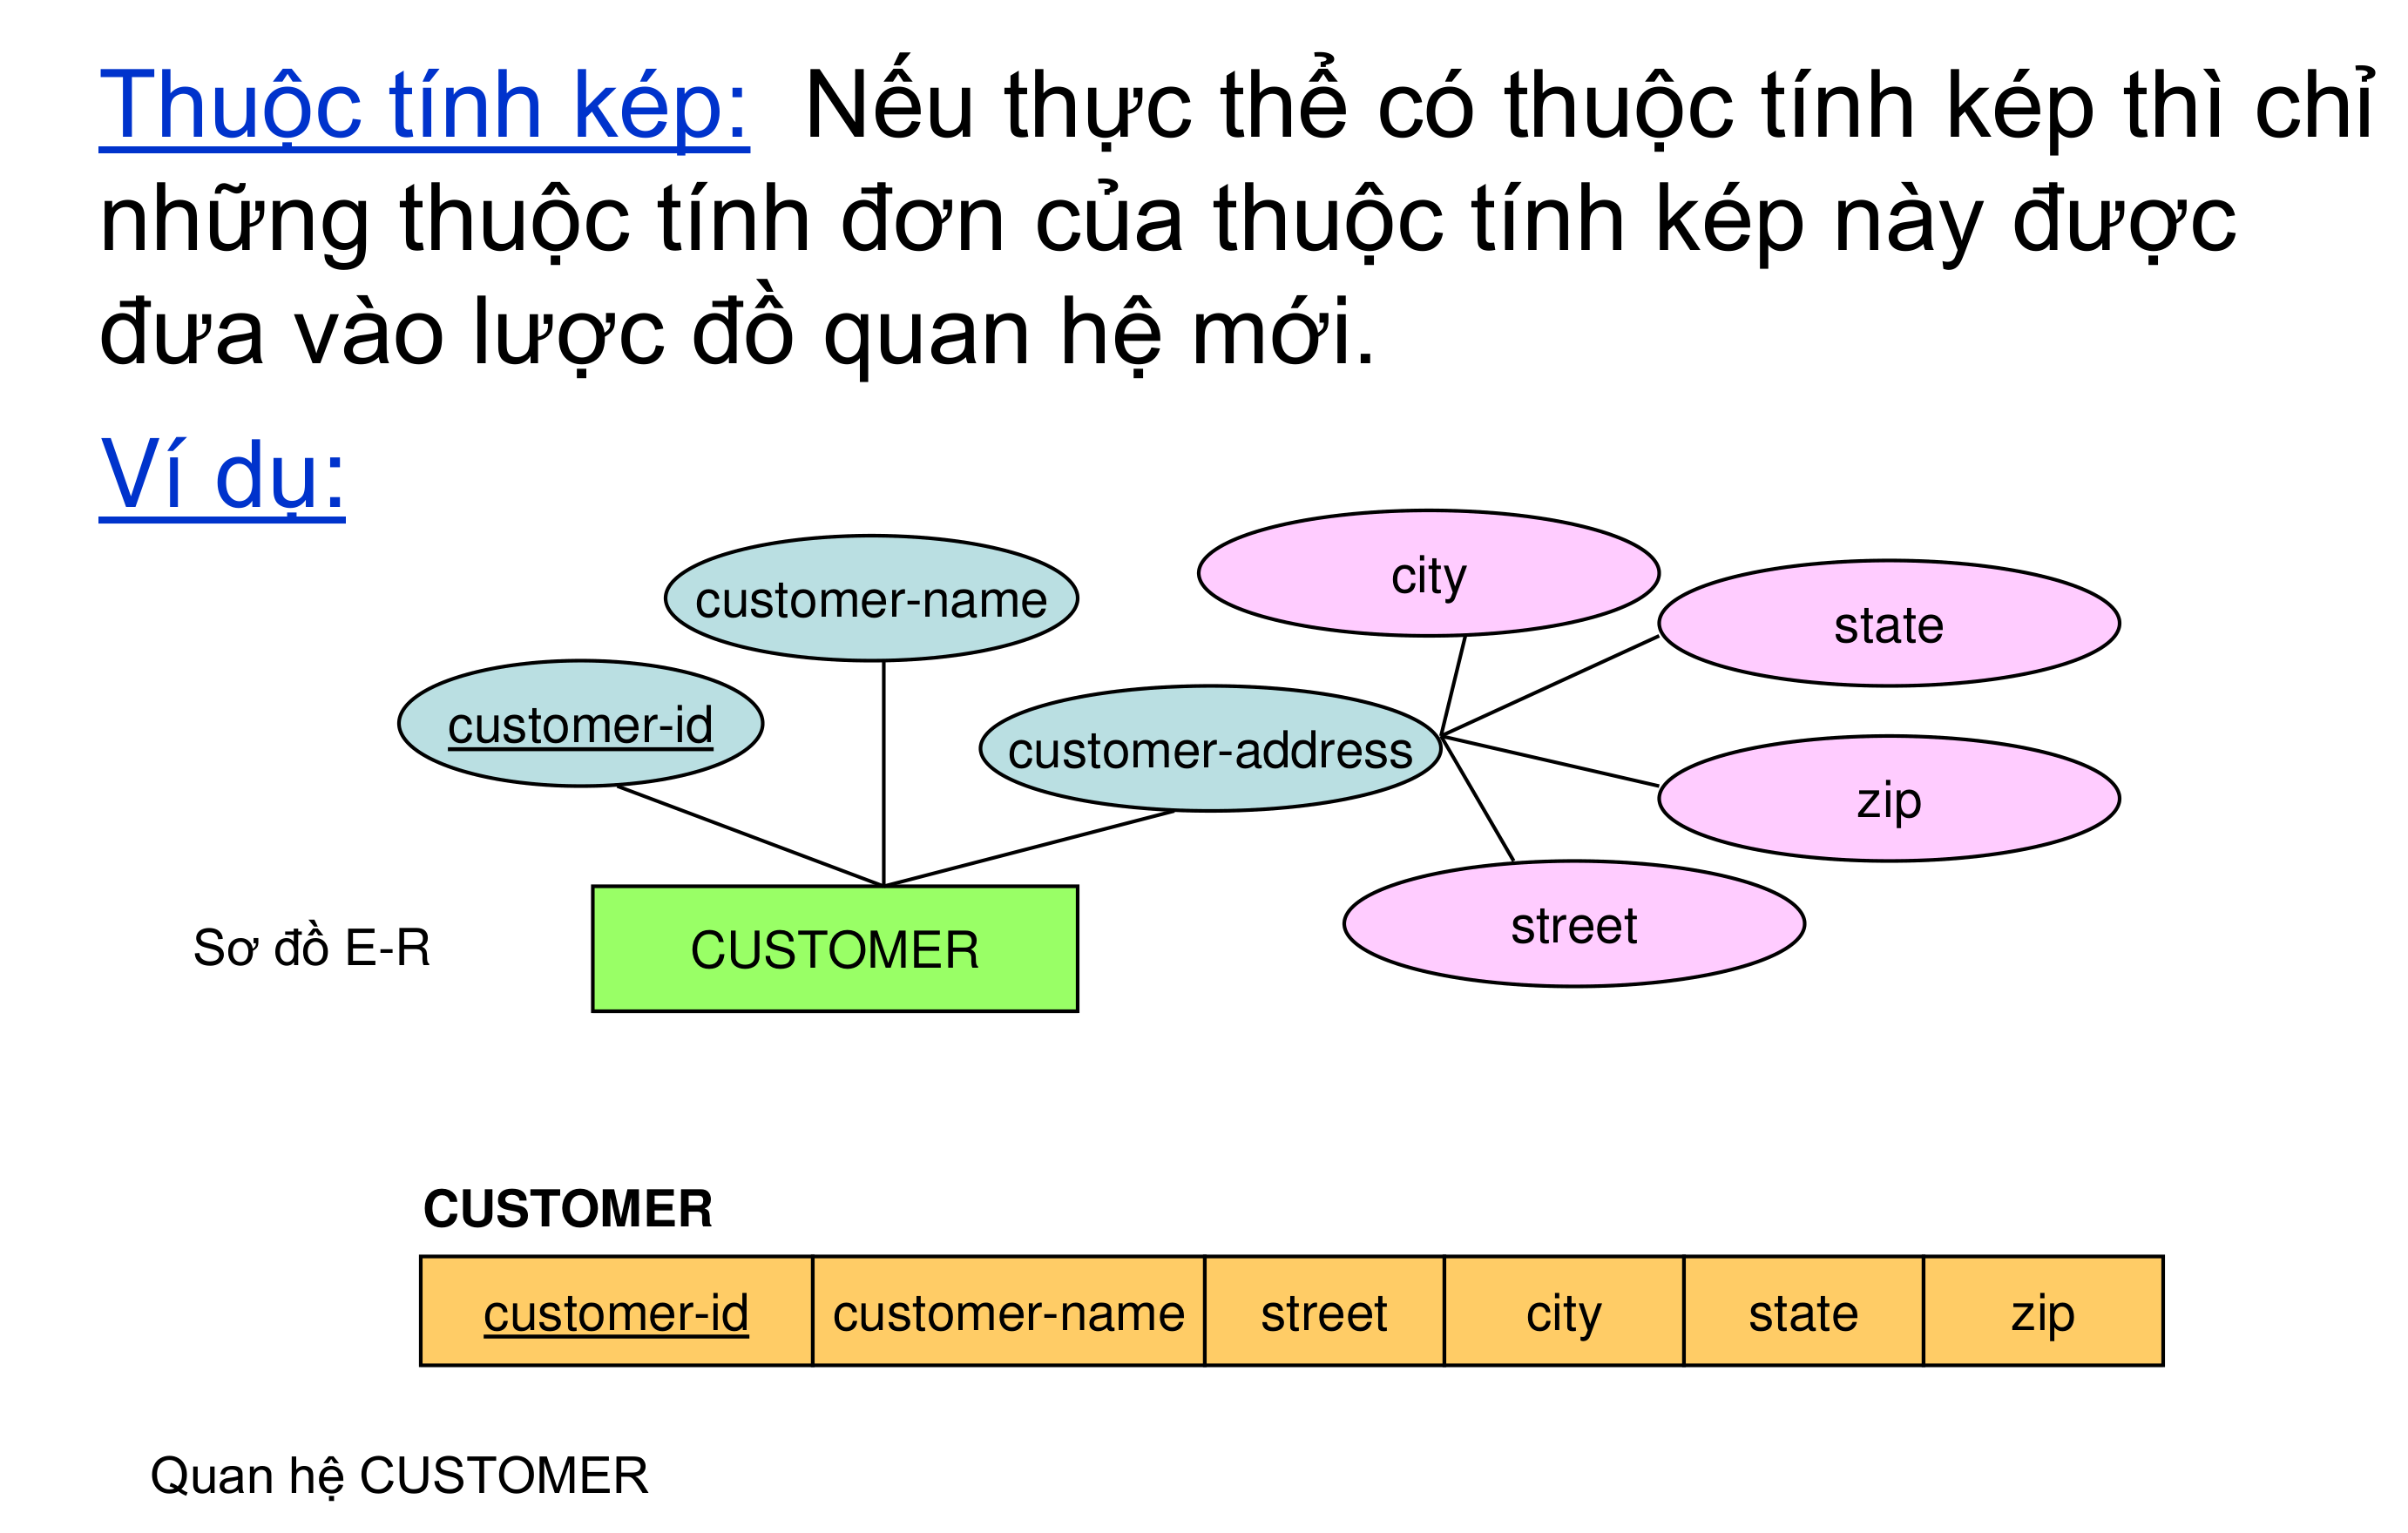 Thuộc tính kép: Nếu thực thể có thuộc tính kép thì chỉ
những thuộc tính đơn của thuộc tính kép này được
đưa vào lược đồ quan hệ mới.
Ví dụ:
city
customer-name
state
customer-id
customer-address
zip
street
Sơ đồ E-R
CUSTOMER
CUSTOMER
customer-id customer-name street city state zip
Quan hệ CUSTOMER